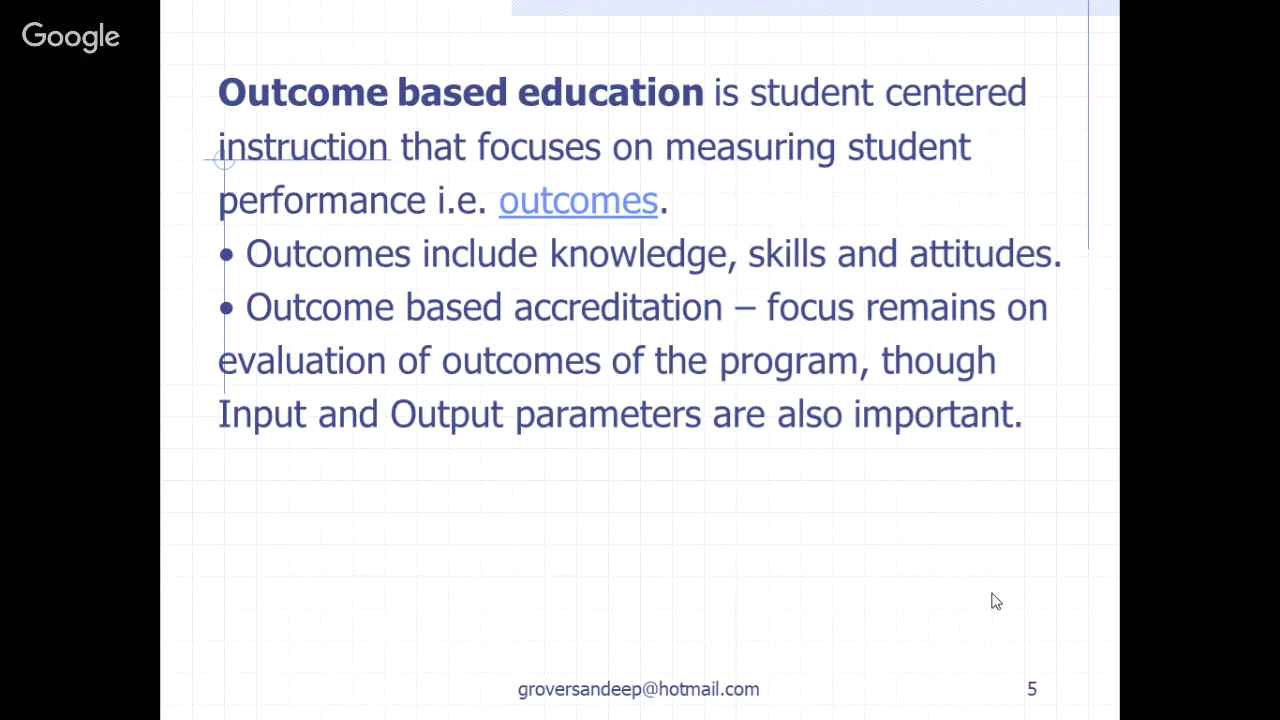 Google
Outcome based education is student centered
instruction that focuses on measuring student
performance i.e. outcomes.
• Outcomes include knowledge, skills and attitudes.
• Outcome based accreditation – focus remains on
evaluation of outcomes of the program, though
Input and Output parameters are also important.
groversandeep@hotmail.com
5